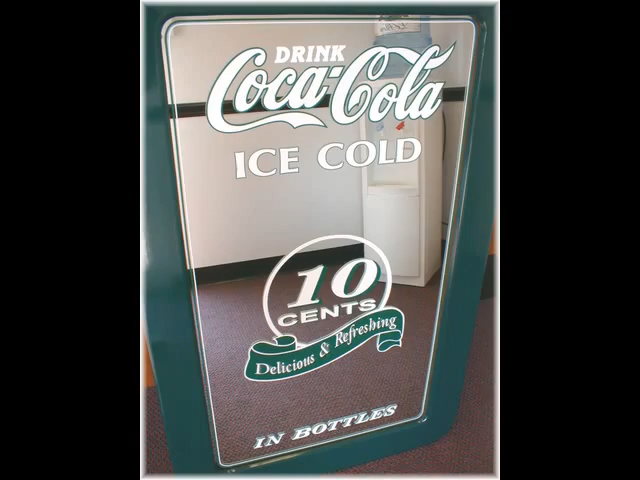 DRINK
Coca-Cola
ICE COLD
10
CENTS
Delicious & Refreshing
IN BOTTLES